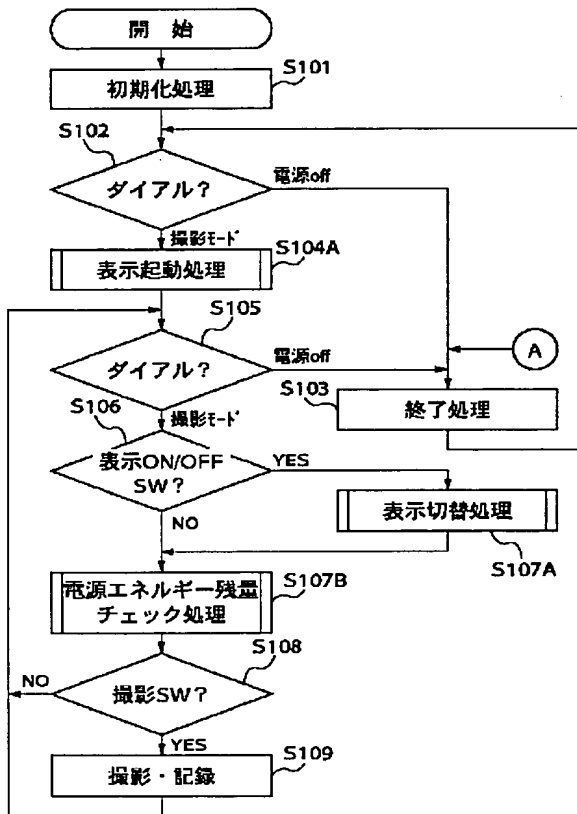 開 始
S101
初期化処理
S102
ダイアル?
電源off
撮影モード
S104A
表示起動処理
S105
ダイアル?
電源off
A
S103
終了処理
S106
撮影モード
表示ON/OFF
SW?
YES
NO
表示切替処理
S107A
S107B
電源エネルギー残量
チェック処理
S108
撮影SW?
NO
YES
S109
撮影・記録